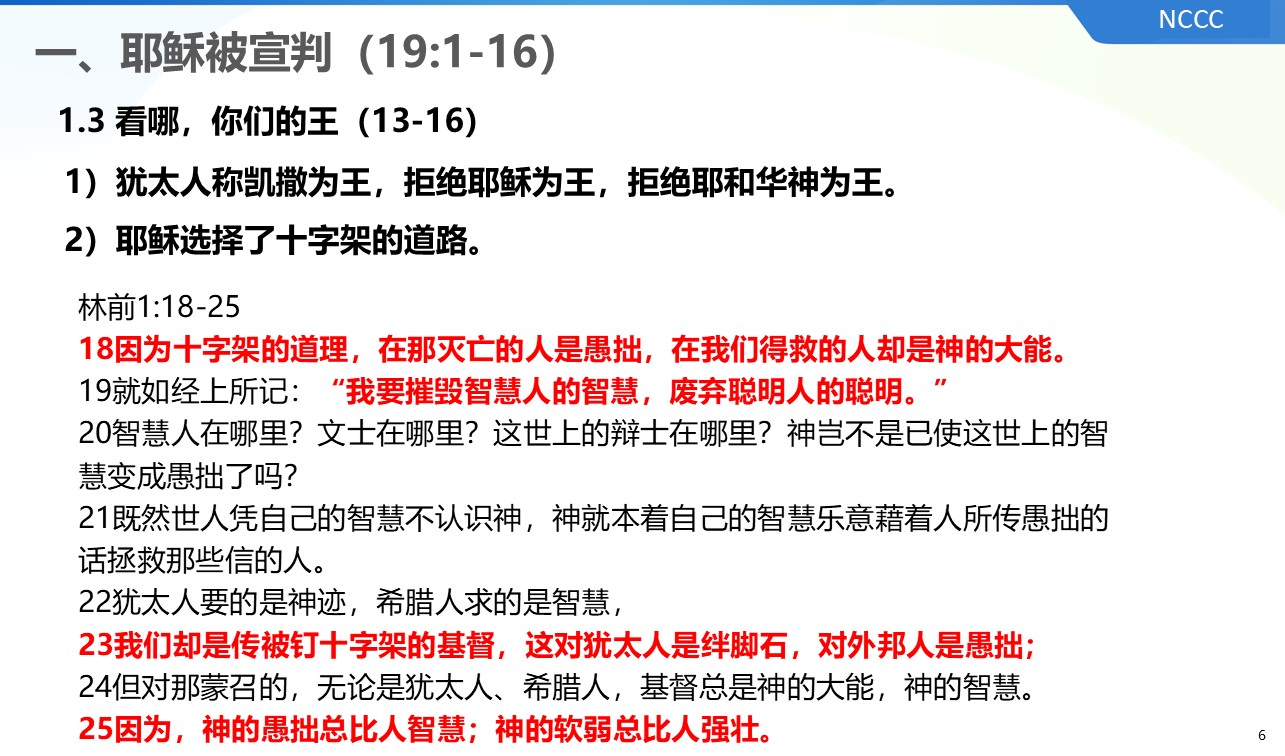 NCCC
一、耶稣被宣判（19:1-16）
1.3 看哪，你们的王（13-16）
1）犹太人称凯撒为王，拒绝耶稣为王，拒绝耶和华神为王。
2）耶稣选择了十字架的道路。
林前1:18-25
18因为十字架的道理，在那灭亡的人是愚拙，在我们得救的人却是神的大能。
19就如经上所记：“我要摧毁智慧人的智慧，废弃聪明人的聪明。”
20智慧人在哪里？文士在哪里？这世上的辩士在哪里？神岂不是已使这世上的智
慧变成愚拙了吗？
21既然世人凭自己的智慧不认识神，神就本着自己的智慧乐意藉着人所传愚拙的
话拯救那些信的人。
22犹太人要的是神迹，希腊人求的是智慧，
23我们却是传被钉十字架的基督，这对犹太人是绊脚石，对外邦人是愚拙；
24但对那蒙召的，无论是犹太人、希腊人，基督总是神的大能，神的智慧。
25因为，神的愚拙总比人智慧；神的软弱总比人强壮。
6